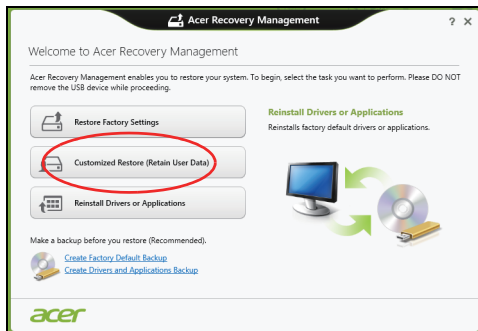 Acer Recovery Management
? X
Welcome to Acer Recovery Management
Acer Recovery Management enables you to restore your system. To begin, select the task you want to perform. Please DO NOT
remove the USB device while proceeding.
Restore Factory Settings
Customized Restore (Retain User Data)
Reinstall Drivers or Applications
Reinstall Drivers or Applications
Reinstalls factory default drivers or applications.
Make a backup before you restore (Recommended).
Create Factory Default Backup
Create Drivers and Applications Backup
acer